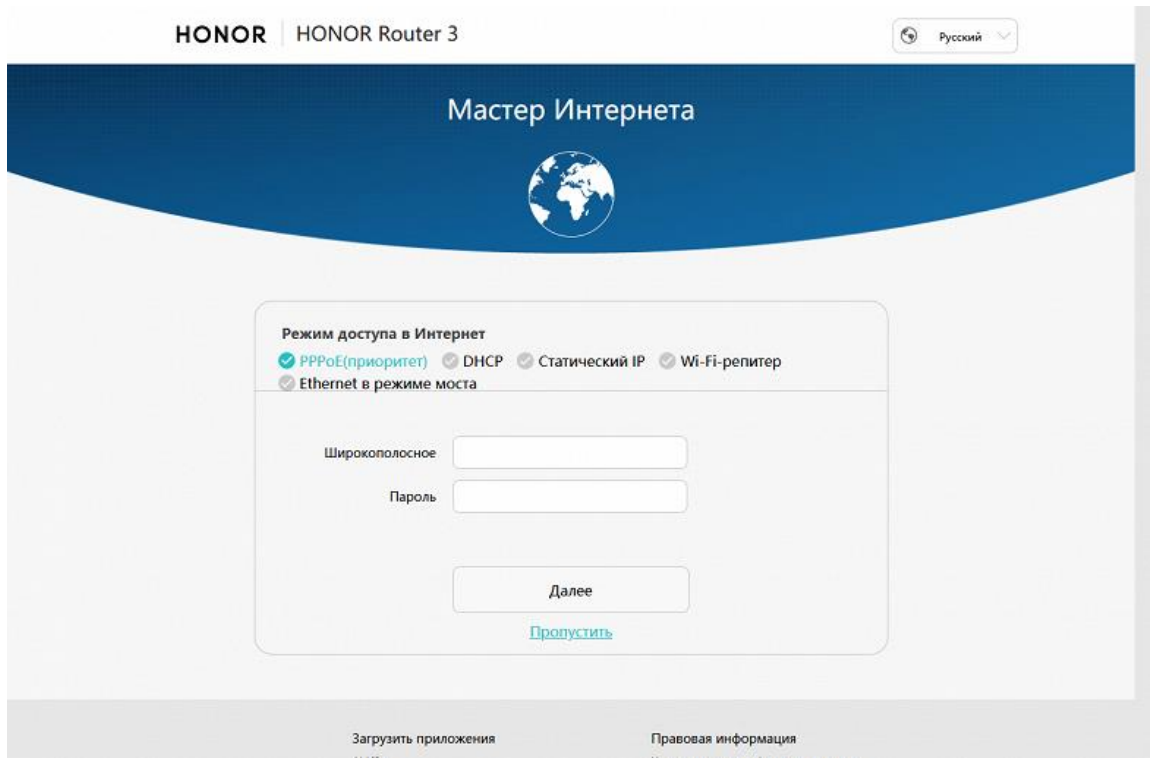 HONOR HONOR Router 3 Русский
Мастер Интернета
Режим доступа в Интернет
PPPoE(приоритет) DHCP Статический IP Wi-Fi-репитер
Ethernet в режиме моста
Широкополосное
Пароль
Далее
Пропустить
Загрузить приложения Правовая информация